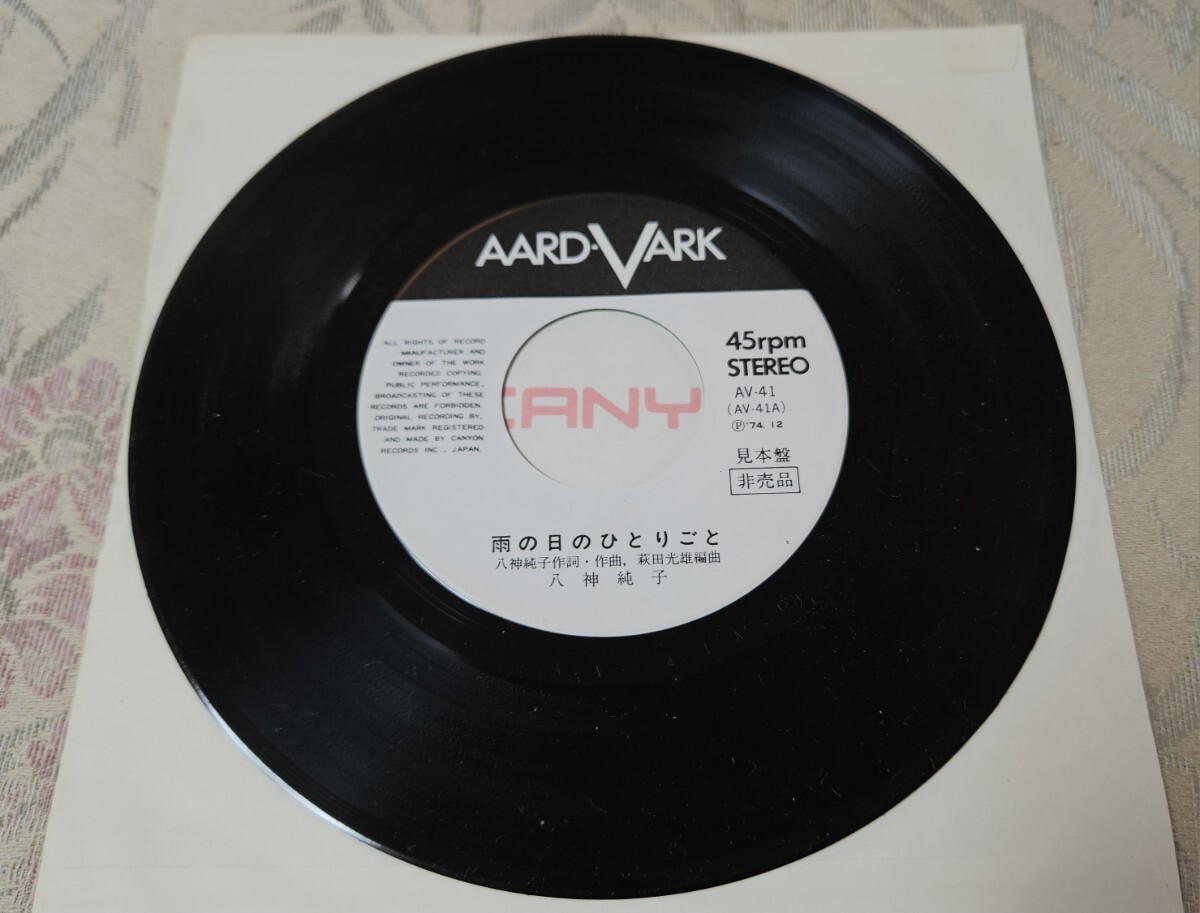 AARD-VARK
ALL RIGHTS OF RECORD
MANUFACTURER AND
OWNER OF THE WORK
RECORDED COPYING,
PUBLIC PERFORMANCE,
BROADCASTING OF THESE
RECORDS ARE FORBIDDEN.
ORIGINAL RECORDING BY,
TRADE MARK REGISTERED
AND MADE BY CANYON
RECORDS INC., JAPAN.
CANY
45rpm
STEREO
AV-41
(AV-41A)
Ⓟ'74. 12
見本盤
非売品
雨の日のひとりごと
八神純子作詞・作曲, 萩田光雄編曲
八神純子